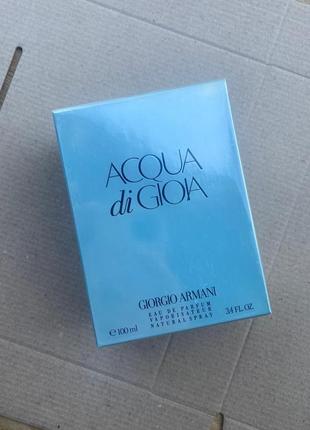 ACQUA
di GIOIA
GIORGIO ARMANI
EAU DE PARFUM
VAPORISATEUR
NATURAL SPRAY
e 100 ml
3.4 FL. OZ.